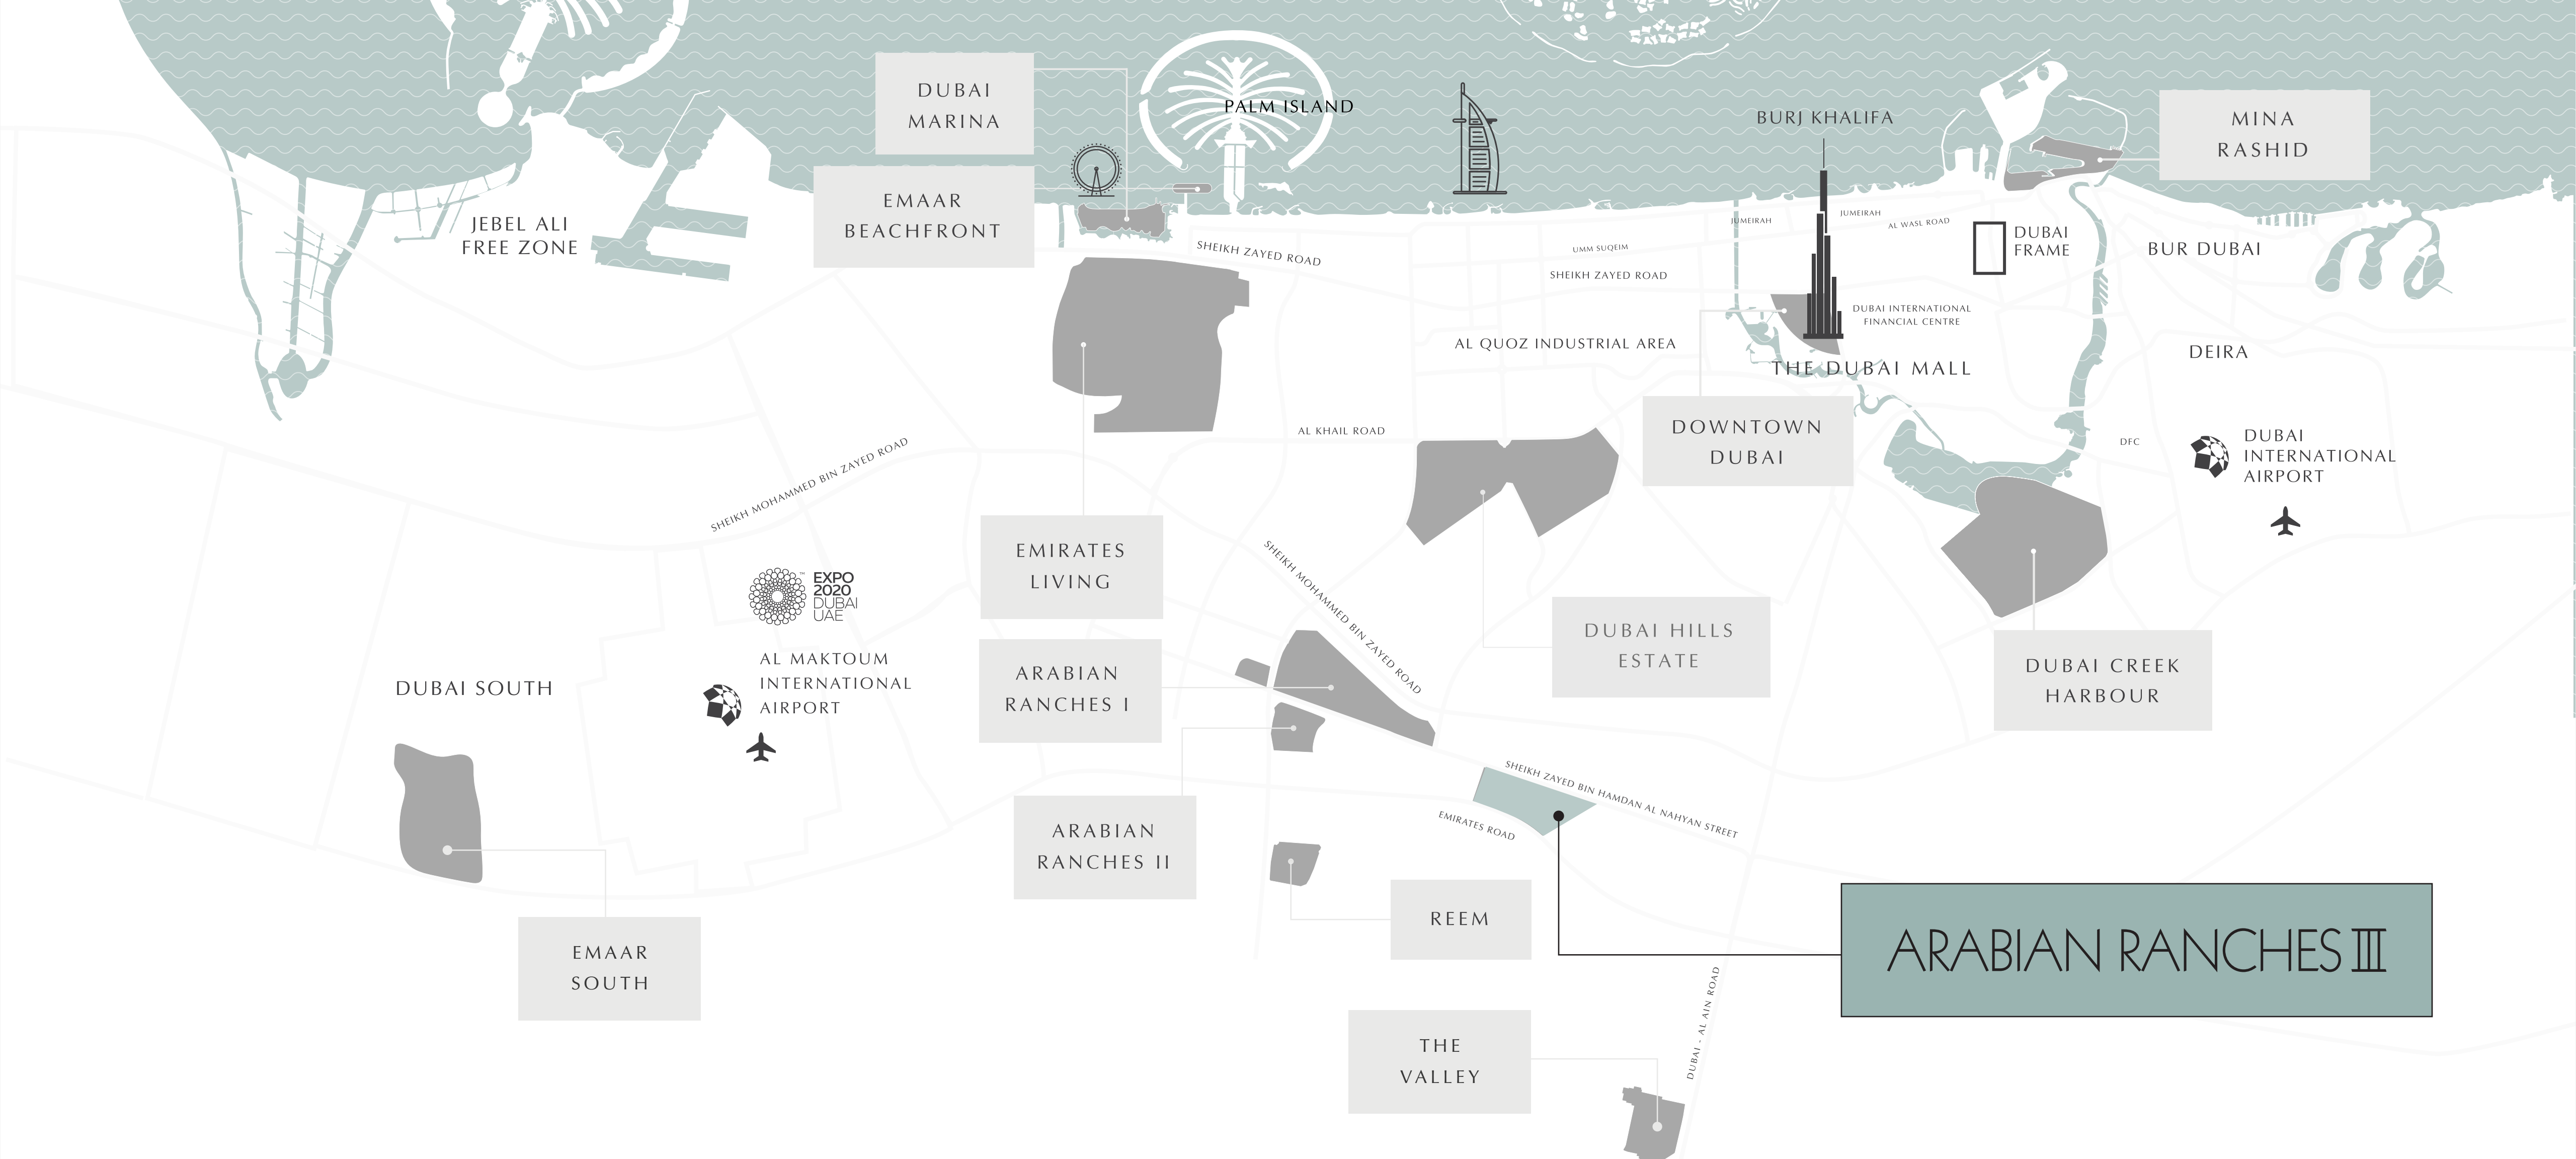 DUBAI
MARINA
PALM ISLAND
BURJ KHALIFA
MINA
RASHID
EMAAR
BEACHFRONT
JEBEL ALI
FREE ZONE
SHEIKH ZAYED ROAD
UMM SUQEIM
SHEIKH ZAYED ROAD
JUMEIRAH
JUMEIRAH
AL WASL ROAD
DUBAI
FRAME
BUR DUBAI
DUBAI INTERNATIONAL
FINANCIAL CENTRE
AL QUOZ INDUSTRIAL AREA
THE DUBAI MALL
DEIRA
DOWNTOWN
DUBAI
AL KHAIL ROAD
DFC
DUBAI
INTERNATIONAL
AIRPORT
SHEIKH MOHAMMED BIN ZAYED ROAD
EMIRATES
LIVING
SHEIKH MOHAMMED BIN ZAYED ROAD
EXPO
2020
DUBAI
UAE
TM
DUBAI HILLS
ESTATE
AL MAKTOUM
INTERNATIONAL
AIRPORT
DUBAI SOUTH
ARABIAN
RANCHES I
DUBAI CREEK
HARBOUR
SHEIKH ZAYED BIN HAMDAN AL NAHYAN STREET
EMIRATES ROAD
ARABIAN
RANCHES II
REEM
ARABIAN RANCHES III
EMAAR
SOUTH
DUBAI - AL AIN ROAD
THE
VALLEY